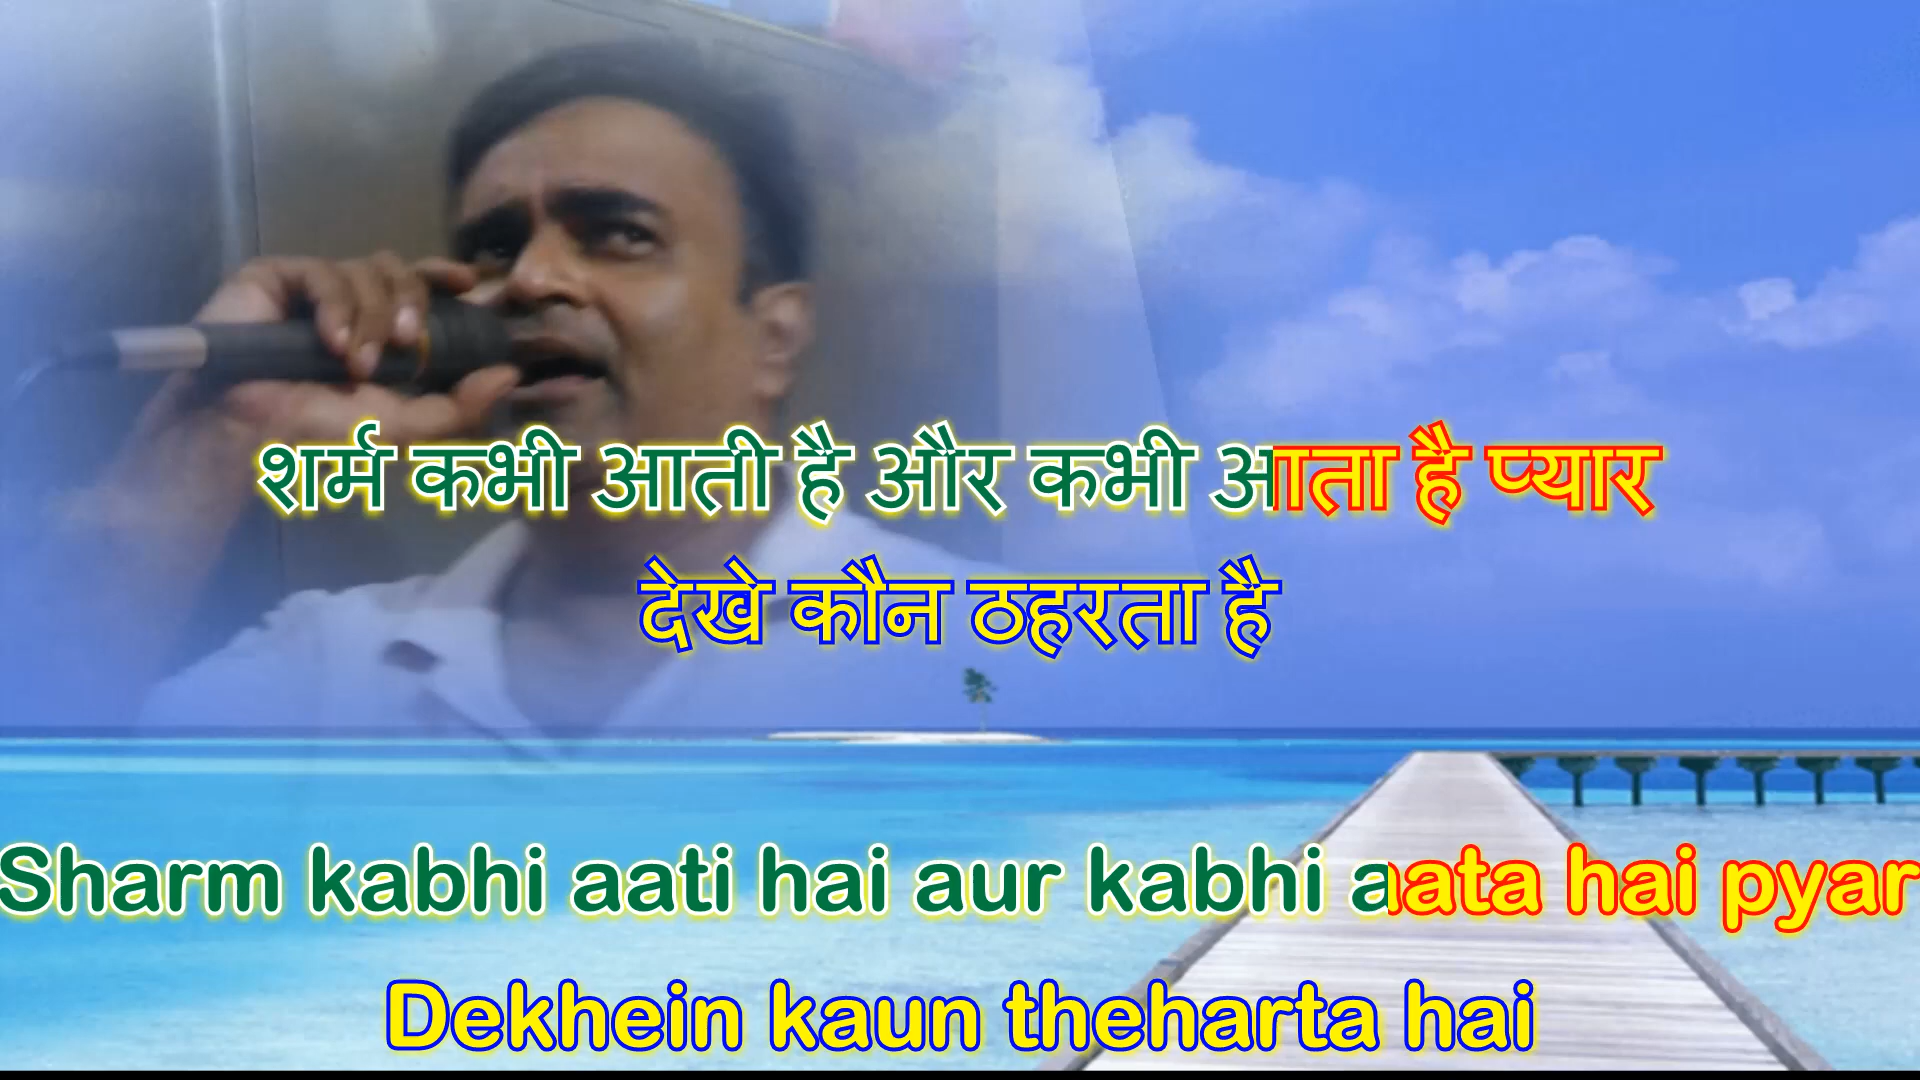 शर्म कभी आती है और कभी आता है प्यार
देखे कौन ठहरता है
Sharm kabhi aati hai aur kabhi aata hai pyar
Dekhein kaun theharta hai